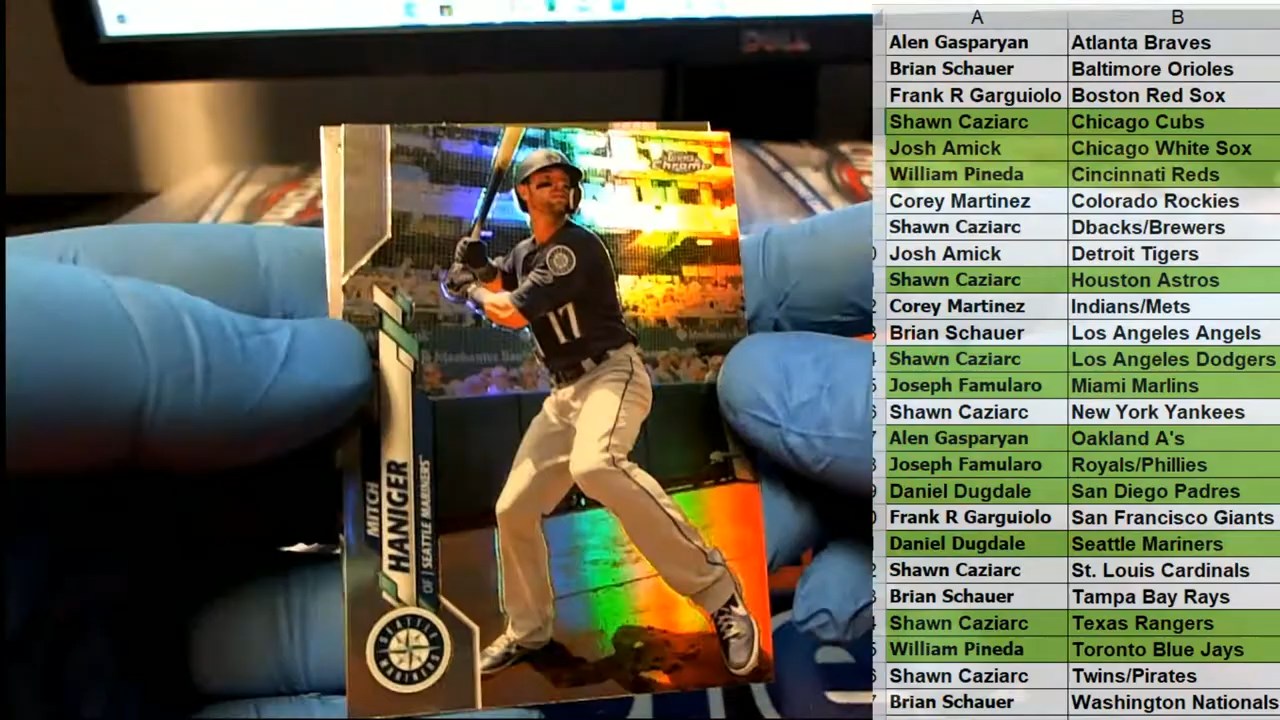 DELL
Topps
Chrome
17
MITCH
HANIGER
OF | SEATTLE MARINERS™
SEATTLE
MARINERS
A B
Alen Gasparyan Atlanta Braves
Brian Schauer Baltimore Orioles
Frank R Garguiolo Boston Red Sox
Shawn Caziarc Chicago Cubs
Josh Amick Chicago White Sox
William Pineda Cincinnati Reds
Corey Martinez Colorado Rockies
Shawn Caziarc Dbacks/Brewers
Josh Amick Detroit Tigers
Shawn Caziarc Houston Astros
Corey Martinez Indians/Mets
Brian Schauer Los Angeles Angels
Shawn Caziarc Los Angeles Dodgers
Joseph Famularo Miami Marlins
Shawn Caziarc New York Yankees
Alen Gasparyan Oakland A's
Joseph Famularo Royals/Phillies
Daniel Dugdale San Diego Padres
Frank R Garguiolo San Francisco Giants
Daniel Dugdale Seattle Mariners
Shawn Caziarc St. Louis Cardinals
Brian Schauer Tampa Bay Rays
Shawn Caziarc Texas Rangers
William Pineda Toronto Blue Jays
Shawn Caziarc Twins/Pirates
Brian Schauer Washington Nationals